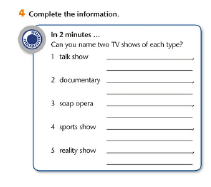 4 Complete the information.
In 2 minutes ...
Can you name two TV shows of each type?
1 talk show ,
2 documentary ,
3 soap opera ,
4 sports show ,
5 reality show ,